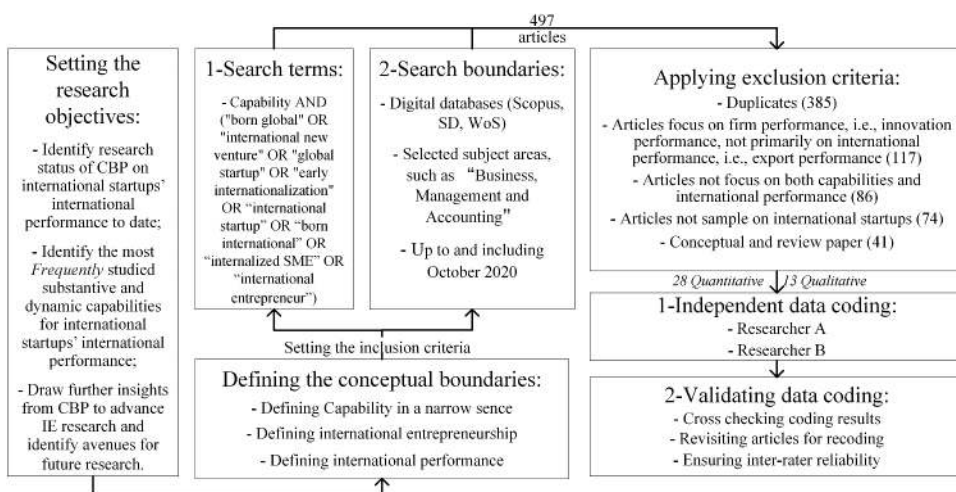 497
articles
Setting the
research
objectives:
- Identify
research
status of CBP on
international
startups'
international
performance to
date;
- Identify the
most
Frequently studied
substantive and
dynamic
capabilities
for international
startups'
international
performance;
- Draw further
insights
from CBP to advance
IE research and
identify avenues for
future research.
1-Search terms:
- Capability AND
("born global" OR
"international new
venture" OR "global
startup" OR "early
internationalization"
OR "international
startup" OR "born
international" OR
"internalized SME" OR
"international
entrepreneur")
2-Search boundaries:
- Digital databases (Scopus,
SD, WoS)
- Selected subject areas,
such as "Business,
Management and
Accounting"
- Up to and including
October 2020
Setting the inclusion criteria
Defining the conceptual boundaries:
- Defining Capability in a narrow sence
- Defining international entrepreneurship
- Defining international performance
Applying exclusion criteria:
- Duplicates (385)
- Articles focus on firm performance, i.e., innovation
performance, not primarily on international
performance, i.e., export performance (117)
- Articles not focus on both capabilities and
international performance (86)
- Articles not sample on international startups (74)
- Conceptual and review paper (41)
28 Quantitative 13 Qualitative
1-Independent data coding:
- Researcher A
- Researcher B
2-Validating data coding:
- Cross checking coding results
- Revisiting articles for recoding
- Ensuring inter-rater reliability